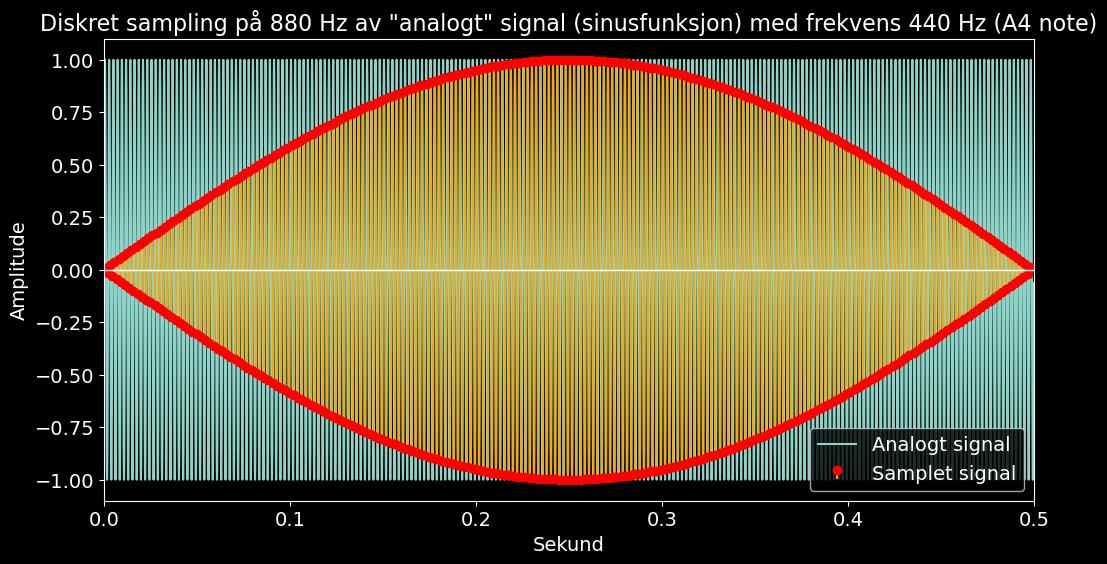 Diskret sampling på 880 Hz av "analogt" signal (sinusfunksjon) med frekvens 440 Hz (A4 note)
1.00
0.75
0.50
0.25
0.00
−0.25
−0.50
−0.75
−1.00
Amplitude
Analogt signal
Samplet signal
0.0 0.1 0.2 0.3 0.4 0.5
Sekund